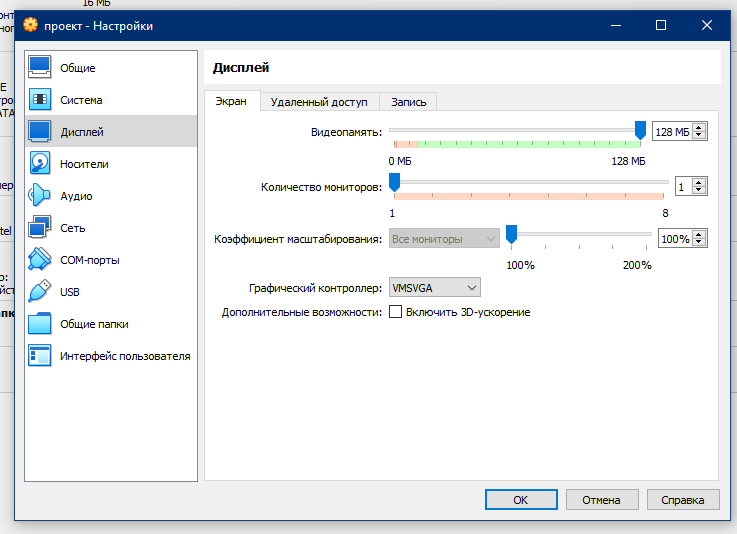 16 МБ
проект - Настройки
Общие
Система
Дисплей
Носители
Аудио
Сеть
COM-порты
USB
Общие папки
Интерфейс пользователя
Дисплей
Экран Удаленный доступ Запись
Видеопамять: 128 МБ
0 МБ 128 МБ
Количество мониторов: 1
1 8
Коэффициент масштабирования: Все мониторы 100%
100% 200%
Графический контроллер: VMSVGA
Дополнительные возможности: Включить 3D-ускорение
OK Отмена Справка